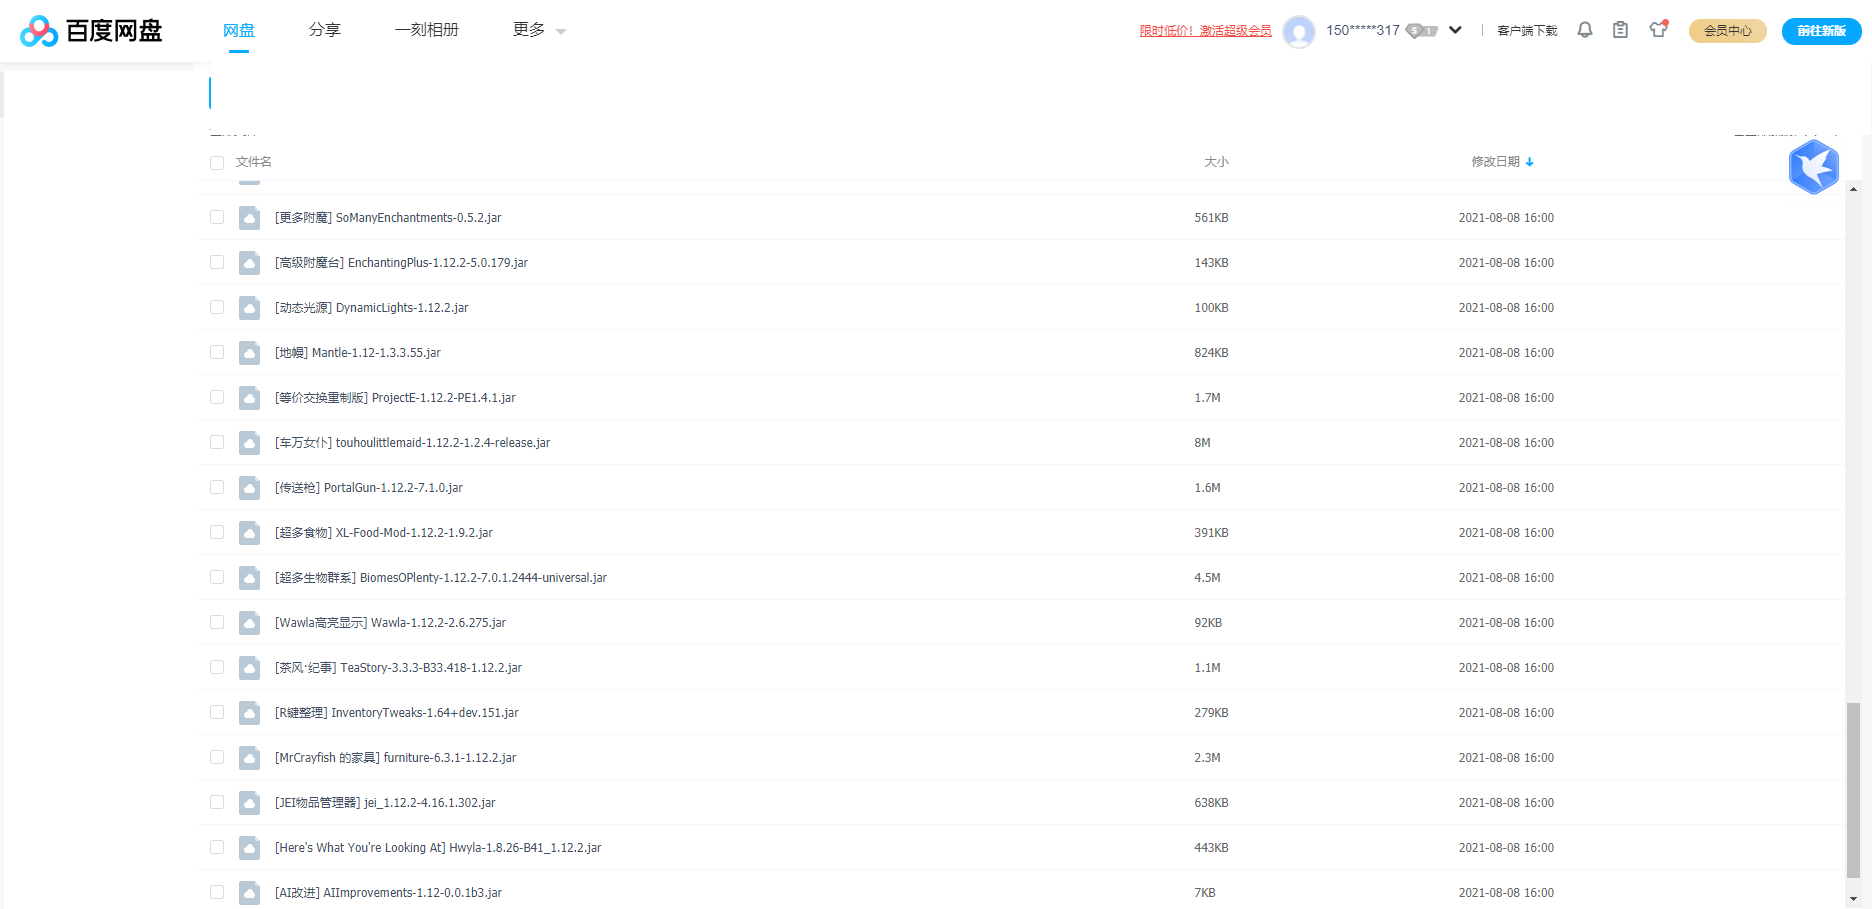 百度网盘 网盘 分享 一刻相册 更多 限时低价！激活超级会员 150*****317 S 1 客户端下载 会员中心 前往新版
文件名 大小 修改日期
[更多附魔] SoManyEnchantments-0.5.2.jar 561KB 2021-08-08 16:00
[高级附魔台] EnchantingPlus-1.12.2-5.0.179.jar 143KB 2021-08-08 16:00
[动态光源] DynamicLights-1.12.2.jar 100KB 2021-08-08 16:00
[地幔] Mantle-1.12-1.3.3.55.jar 824KB 2021-08-08 16:00
[等价交换重制版] ProjectE-1.12.2-PE1.4.1.jar 1.7M 2021-08-08 16:00
[车万女仆] touhoulittlemaid-1.12.2-1.2.4-release.jar 8M 2021-08-08 16:00
[传送枪] PortalGun-1.12.2-7.1.0.jar 1.6M 2021-08-08 16:00
[超多食物] XL-Food-Mod-1.12.2-1.9.2.jar 391KB 2021-08-08 16:00
[超多生物群系] BiomesOPlenty-1.12.2-7.0.1.2444-universal.jar 4.5M 2021-08-08 16:00
[Wawla高亮显示] Wawla-1.12.2-2.6.275.jar 92KB 2021-08-08 16:00
[茶风·纪事] TeaStory-3.3.3-B33.418-1.12.2.jar 1.1M 2021-08-08 16:00
[R键整理] InventoryTweaks-1.64+dev.151.jar 279KB 2021-08-08 16:00
[MrCrayfish 的家具] furniture-6.3.1-1.12.2.jar 2.3M 2021-08-08 16:00
[JEI物品管理器] jei_1.12.2-4.16.1.302.jar 638KB 2021-08-08 16:00
[Here's What You're Looking At] Hwyla-1.8.26-B41_1.12.2.jar 443KB 2021-08-08 16:00
[AI改进] AIImprovements-1.12-0.0.1b3.jar 7KB 2021-08-08 16:00